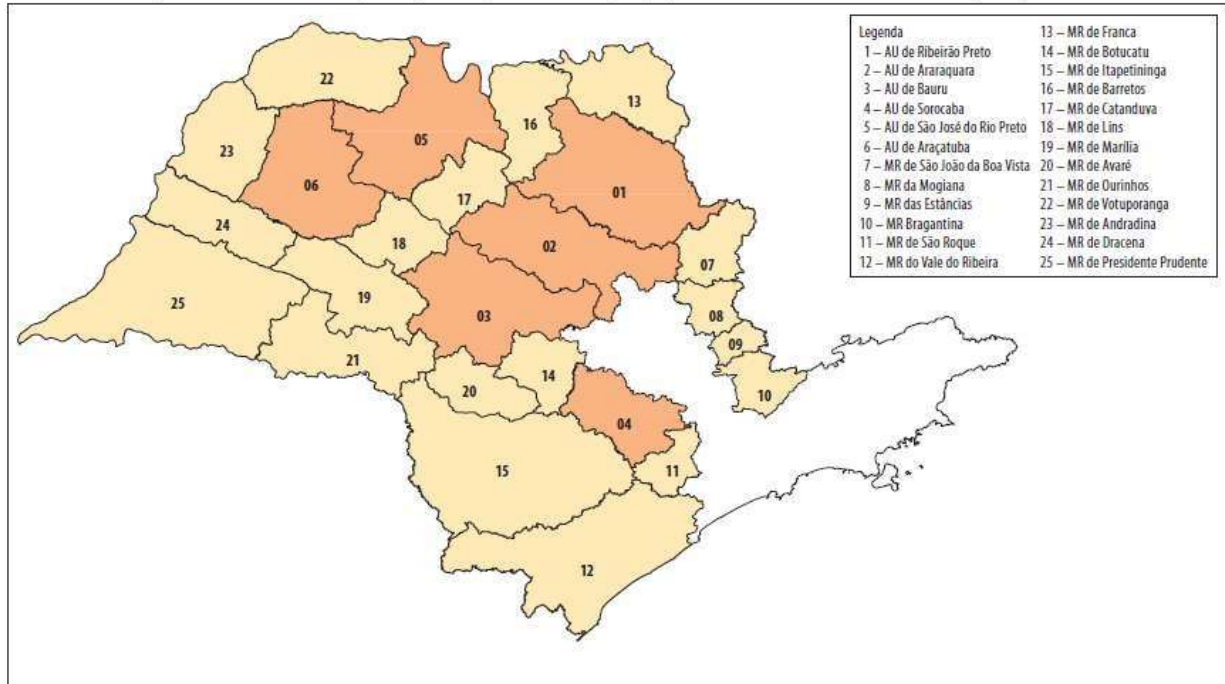 Legenda
1 – AU de Ribeirão Preto
2 – AU de Araraquara
3 – AU de Bauru
4 – AU de Sorocaba
5 – AU de São José do Rio Preto
6 – AU de Araçatuba
7 – MR de São João da Boa Vista
8 – MR da Mogiana
9 – MR das Estâncias
10 – MR Bragantina
11 – MR de São Roque
12 – MR do Vale do Ribeira
13 – MR de Franca
14 – MR de Botucatu
15 – MR de Itapetininga
16 – MR de Barretos
17 – MR de Catanduva
18 – MR de Lins
19 – MR de Marília
20 – MR de Avaré
21 – MR de Ourinhos
22 – MR de Votuporanga
23 – MR de Andradina
24 – MR de Dracena
25 – MR de Presidente Prudente
22
13
05
16
23
06
17
01
24
18
02
07
25
19
03
08
09
21
20
14
10
04
15
11
12